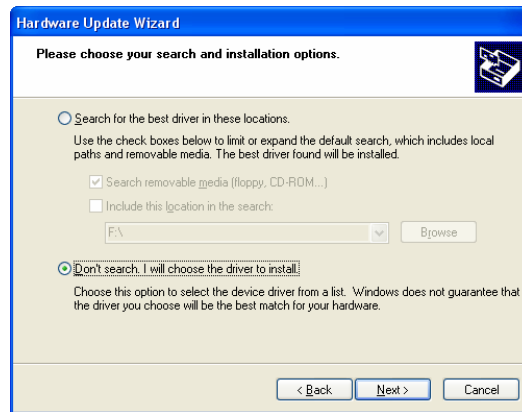 Hardware Update Wizard
Please choose your search and installation options.
Search for the best driver in these locations.
Use the check boxes below to limit or expand the default search, which includes local
paths and removable media. The best driver found will be installed.
Search removable media (floppy, CD-ROM...)
Include this location in the search:
F:\
Browse
Don't search. I will choose the driver to install.
Choose this option to select the device driver from a list. Windows does not guarantee that
the driver you choose will be the best match for your hardware.
< Back Next > Cancel